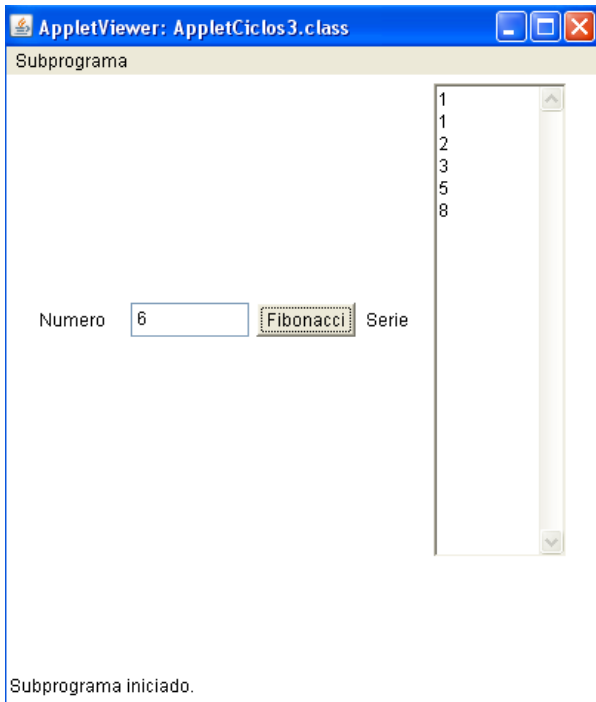 AppletViewer: AppletCiclos3.class
Subprograma
1
1
2
3
5
8
Numero 6 Fibonacci Serie
Subprograma iniciado.